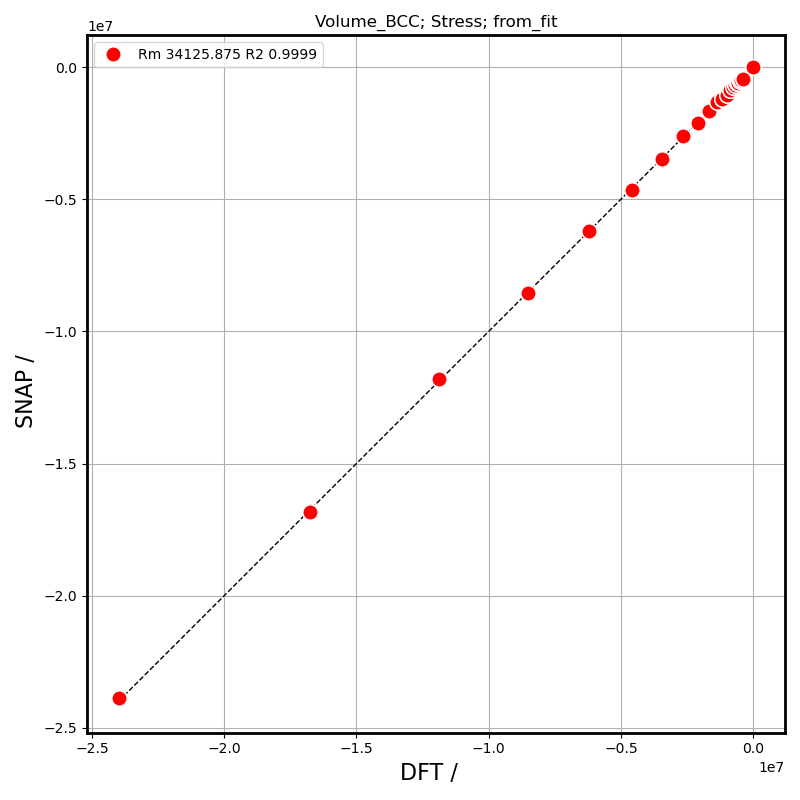 Volume_BCC; Stress; from_fit
1e7
Rm 34125.875 R2 0.9999
0.0
−0.5
−1.0
−1.5
−2.0
−2.5
SNAP /
−2.5 −2.0 −1.5 −1.0 −0.5 0.0
1e7
DFT /